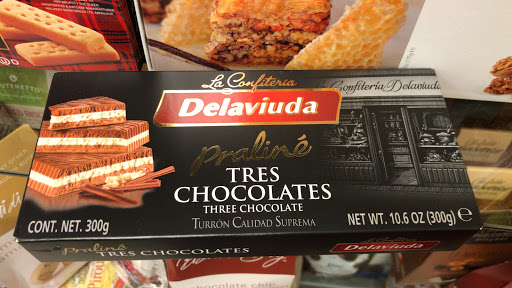 La Confitería
Delaviuda
La Confitería Delaviuda
Praliné
TRES
CHOCOLATES
THREE CHOCOLATE
TURRÓN CALIDAD SUPREMA
CONT. NET. 300g
NET WT. 10.6 OZ (300g) e
Praliné
TRES CHOCOLATES
Delaviuda